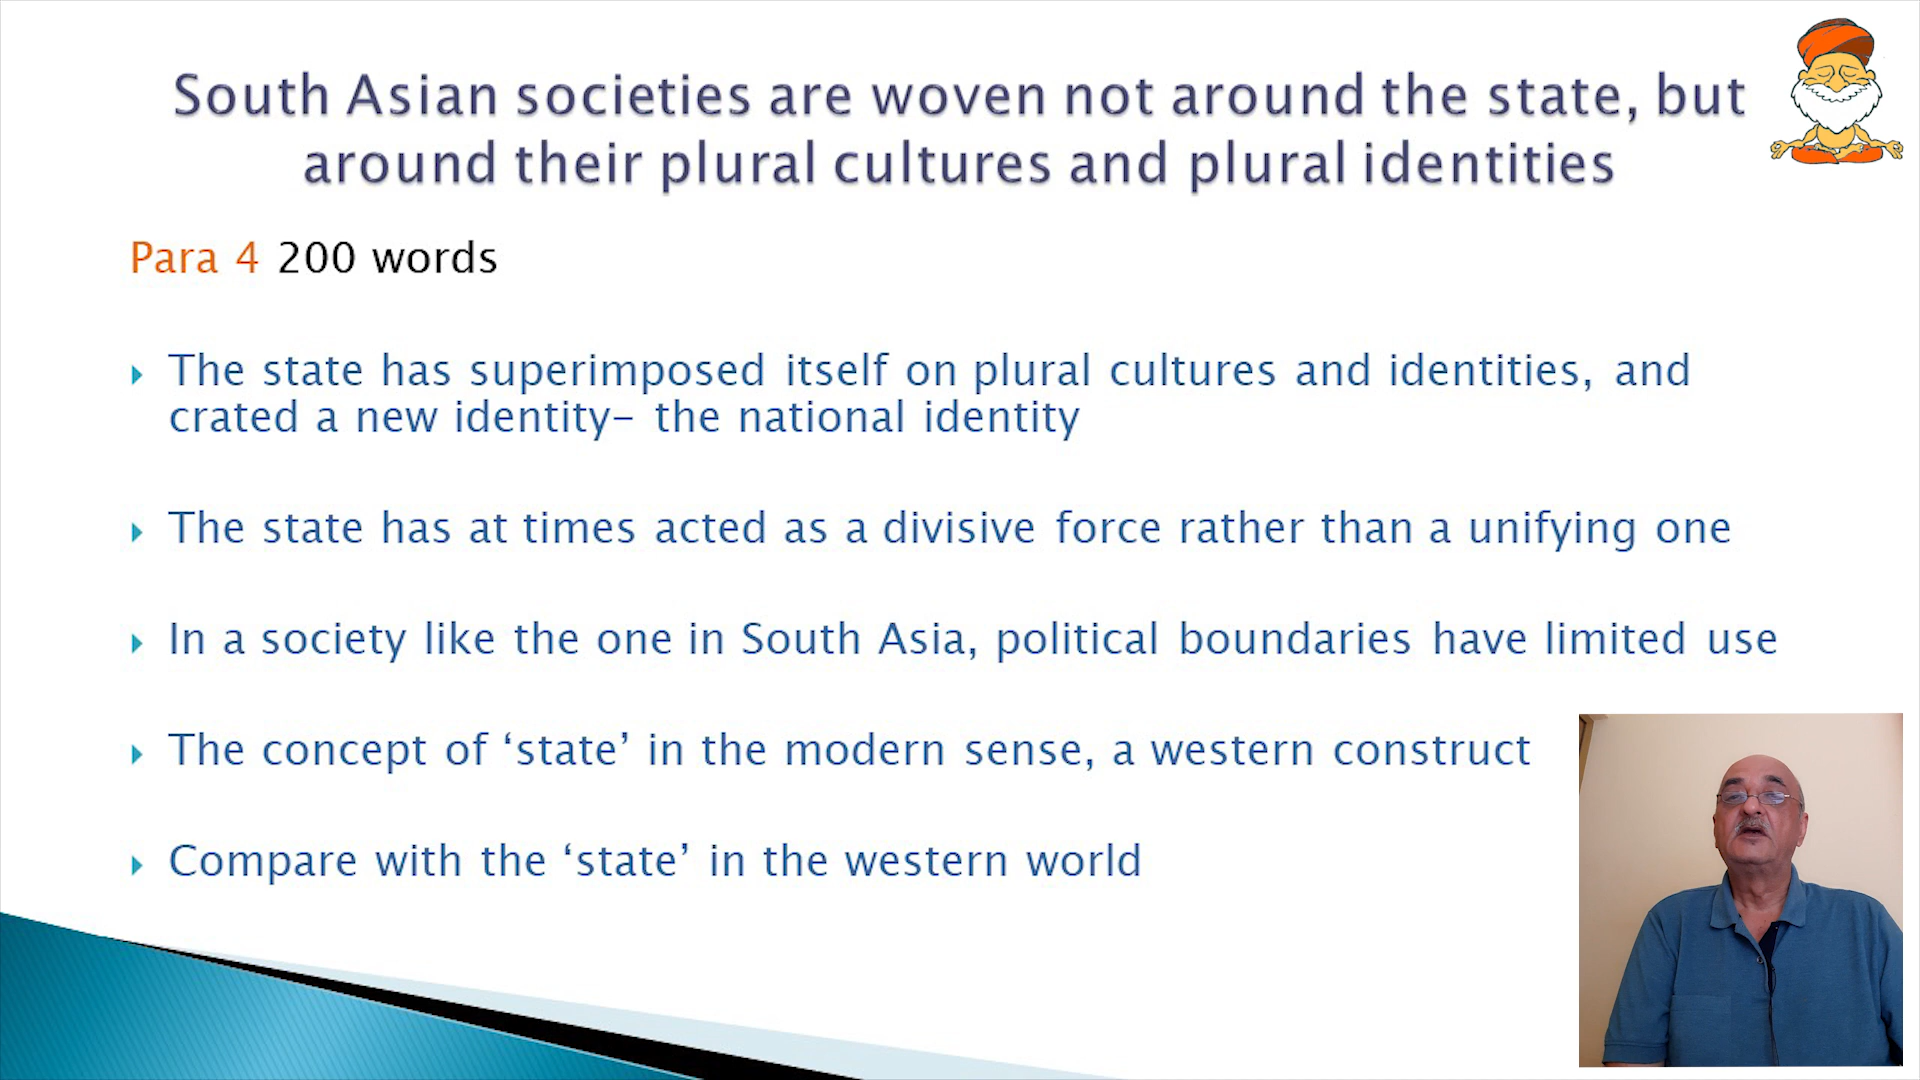 South Asian societies are woven not around the state, but
around their plural cultures and plural identities
Para 4 200 words
The state has superimposed itself on plural cultures and identities, and
crated a new identity- the national identity
The state has at times acted as a divisive force rather than a unifying one
In a society like the one in South Asia, political boundaries have limited use
The concept of ‘state’ in the modern sense, a western construct
Compare with the ‘state’ in the western world